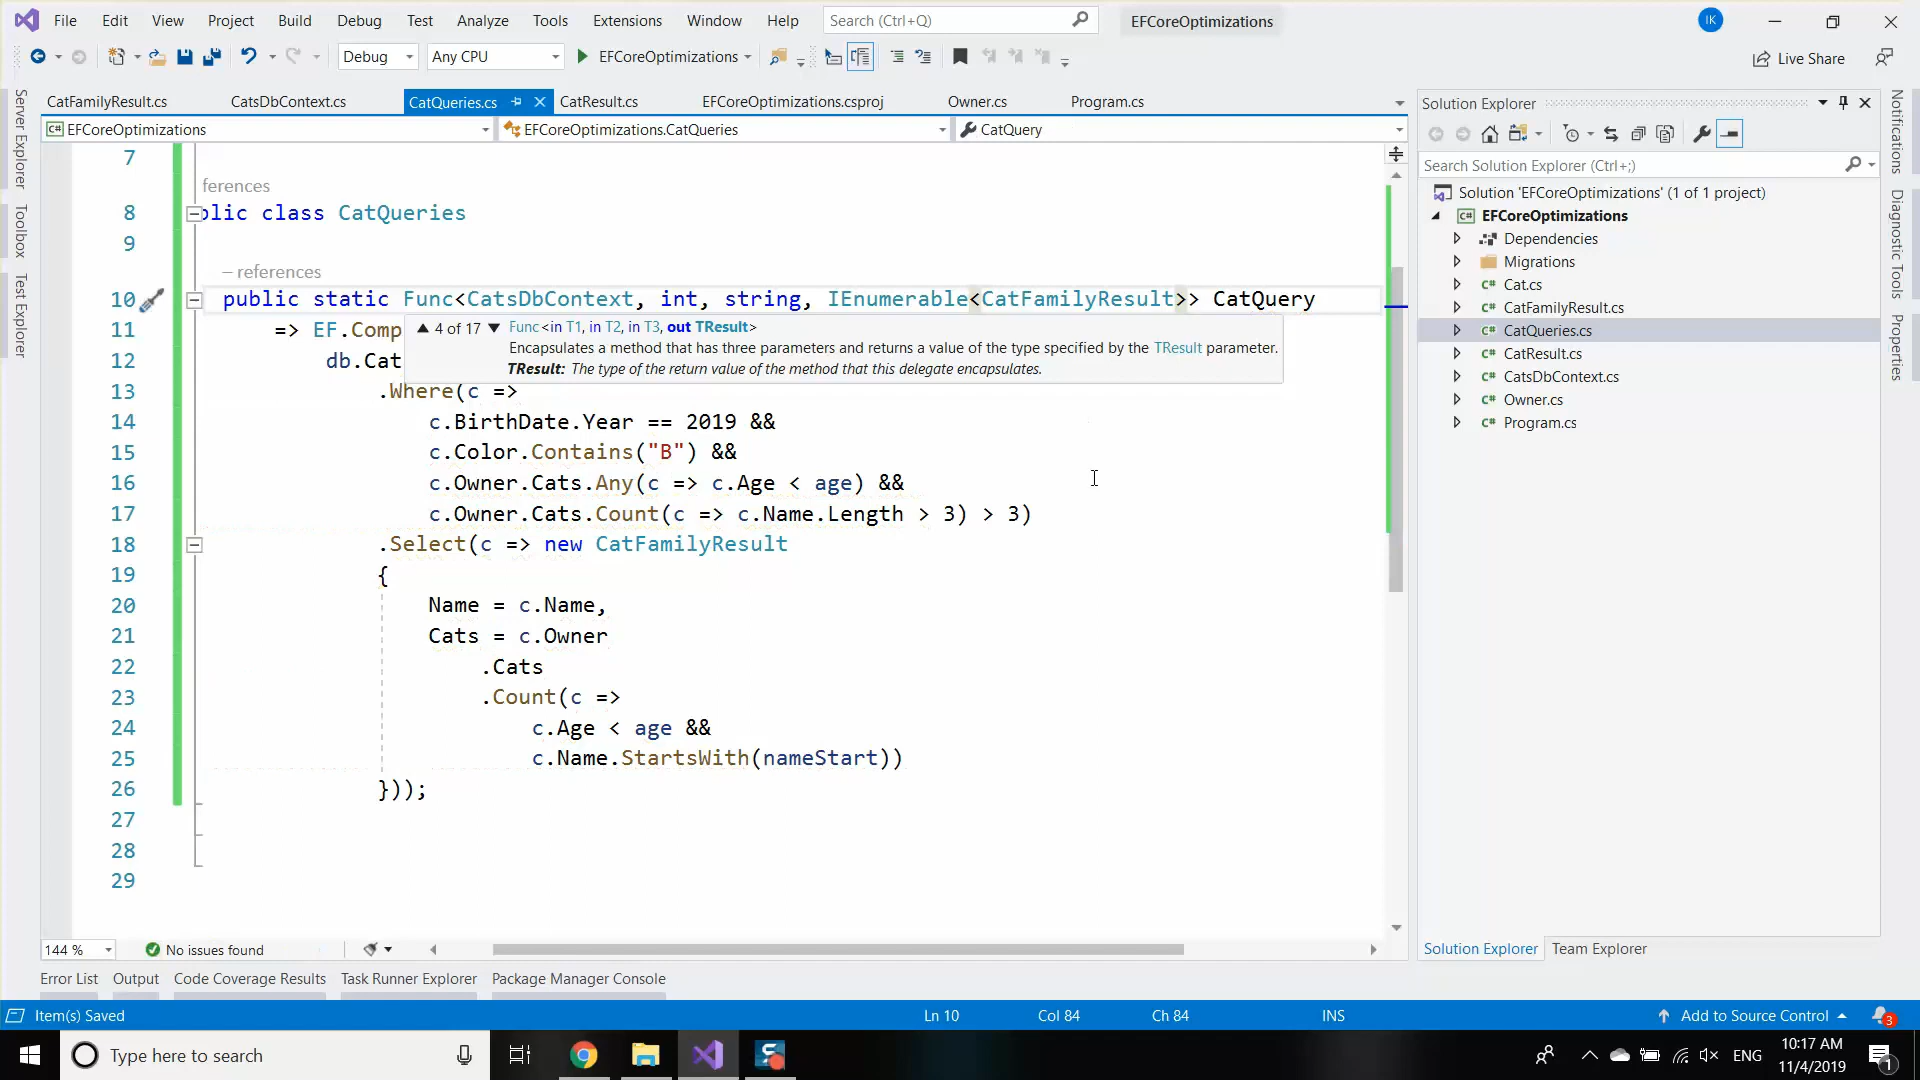 File Edit View Project Build Debug Test Analyze Tools Extensions Window Help Search (Ctrl+Q) EFCoreOptimizations IK
Debug Any CPU EFCoreOptimizations Live Share
CatFamilyResult.cs CatsDbContext.cs CatQueries.cs CatResult.cs EFCoreOptimizations.csproj Owner.cs Program.cs
C# EFCoreOptimizations EFCoreOptimizations.CatQueries CatQuery
Server Explorer
Toolbox
Test Explorer
7
ferences
8 blic class CatQueries
9
– references
10 public static Func<CatsDbContext, int, string, IEnumerable<CatFamilyResult>> CatQuery
11 => EF.Comp
▲ 4 of 17 ▼ Func<in T1, in T2, in T3, out TResult>
Encapsulates a method that has three parameters and returns a value of the type specified by the TResult parameter.
TResult: The type of the return value of the method that this delegate encapsulates.
12 db.Cat
13 .Where(c =>
14 c.BirthDate.Year == 2019 &&
15 c.Color.Contains("B") &&
16 c.Owner.Cats.Any(c => c.Age < age) &&
17 c.Owner.Cats.Count(c => c.Name.Length > 3) > 3)
18 .Select(c => new CatFamilyResult
19 {
20 Name = c.Name,
21 Cats = c.Owner
22 .Cats
23 .Count(c =>
24 c.Age < age &&
25 c.Name.StartsWith(nameStart))
26 }));
27
28
29
144 % No issues found
Error List Output Code Coverage Results Task Runner Explorer Package Manager Console
Solution Explorer
Search Solution Explorer (Ctrl+;)
Solution 'EFCoreOptimizations' (1 of 1 project)
C# EFCoreOptimizations
Dependencies
Migrations
C# Cat.cs
C# CatFamilyResult.cs
C# CatQueries.cs
C# CatResult.cs
C# CatsDbContext.cs
C# Owner.cs
C# Program.cs
Solution Explorer Team Explorer
Notifications
Diagnostic Tools
Properties
Item(s) Saved Ln 10 Col 84 Ch 84 INS Add to Source Control 3
Type here to search ENG 10:17 AM
11/4/2019 1